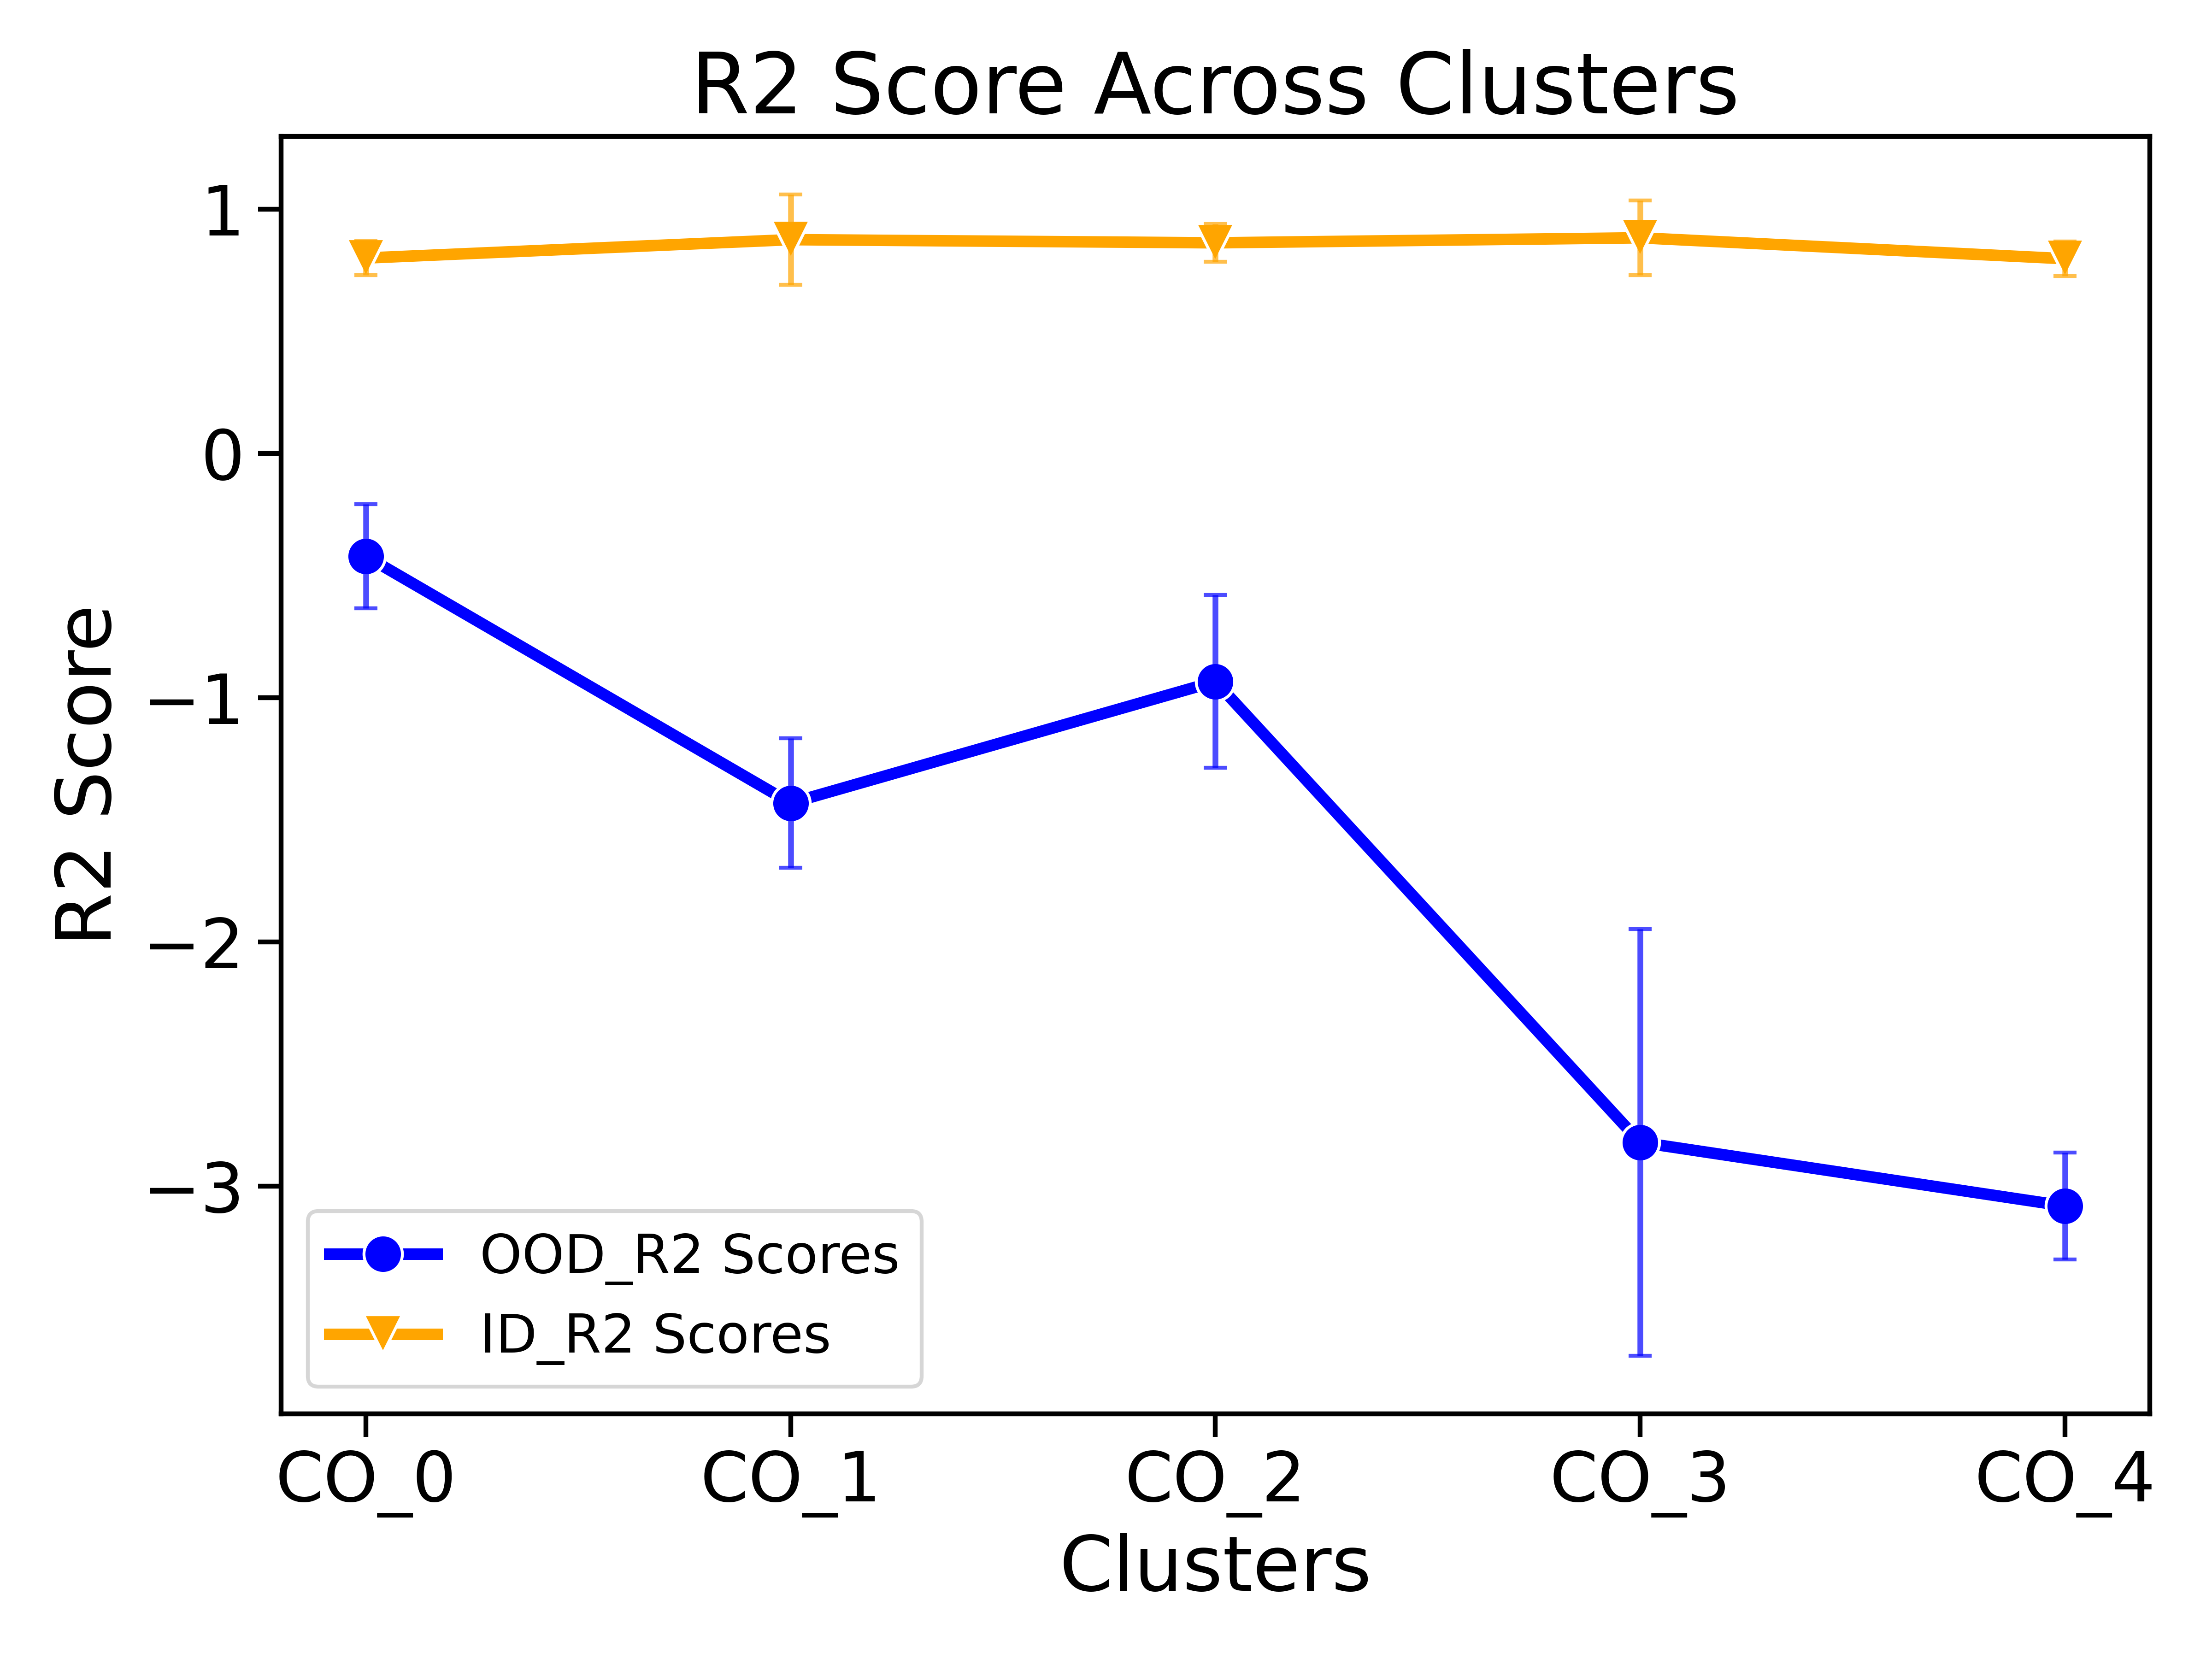 R2 Score Across Clusters
R2 Score
1
0
−1
−2
−3
OOD_R2 Scores
ID_R2 Scores
CO_0 CO_1 CO_2 CO_3 CO_4
Clusters